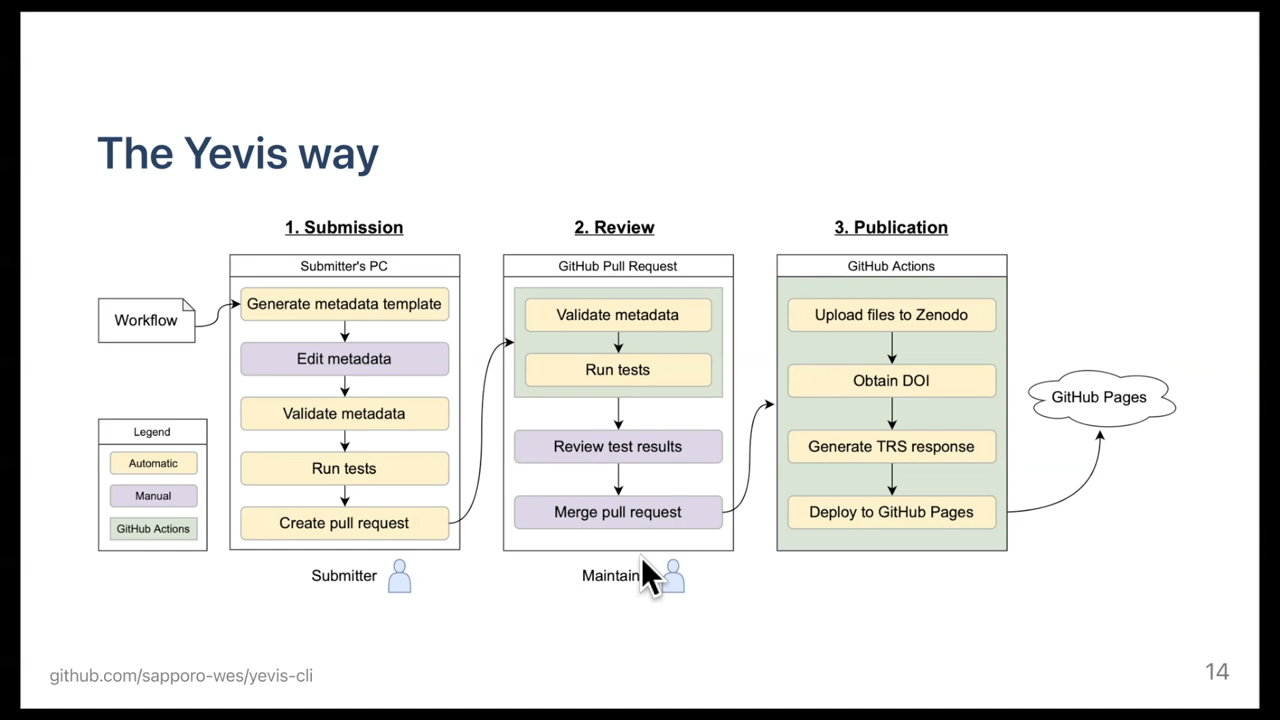 The Yevis way
1. Submission
2. Review
3. Publication
Submitter's PC
GitHub Pull Request
GitHub Actions
Workflow
Generate metadata template
Edit metadata
Validate metadata
Run tests
Create pull request
Submitter
Validate metadata
Run tests
Review test results
Merge pull request
Maintain
Upload files to Zenodo
Obtain DOI
Generate TRS response
Deploy to GitHub Pages
GitHub Pages
Legend
Automatic
Manual
GitHub Actions
github.com/sapporo-wes/yevis-cli
14